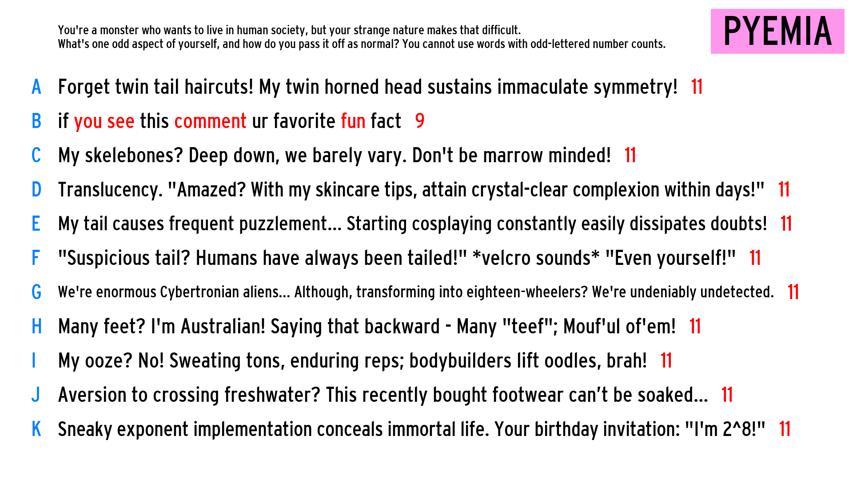 You're a monster who wants to live in human society, but your strange nature makes that difficult.
What's one odd aspect of yourself, and how do you pass it off as normal? You cannot use words with odd-lettered number counts.
PYEMIA
A Forget twin tail haircuts! My twin horned head sustains immaculate symmetry! 11
B if you see this comment ur favorite fun fact 9
C My skelebones? Deep down, we barely vary. Don't be marrow minded! 11
D Translucency. "Amazed? With my skincare tips, attain crystal-clear complexion within days!" 11
E My tail causes frequent puzzlement... Starting cosplaying constantly easily dissipates doubts! 11
F "Suspicious tail? Humans have always been tailed!" *velcro sounds* "Even yourself!" 11
G We're enormous Cybertronian aliens... Although, transforming into eighteen-wheelers? We're undeniably undetected. 11
H Many feet? I'm Australian! Saying that backward - Many "teef"; Mouf'ul of'em! 11
I My ooze? No! Sweating tons, enduring reps; bodybuilders lift oodles, brah! 11
J Aversion to crossing freshwater? This recently bought footwear can’t be soaked... 11
K Sneaky exponent implementation conceals immortal life. Your birthday invitation: "I'm 2^8!" 11